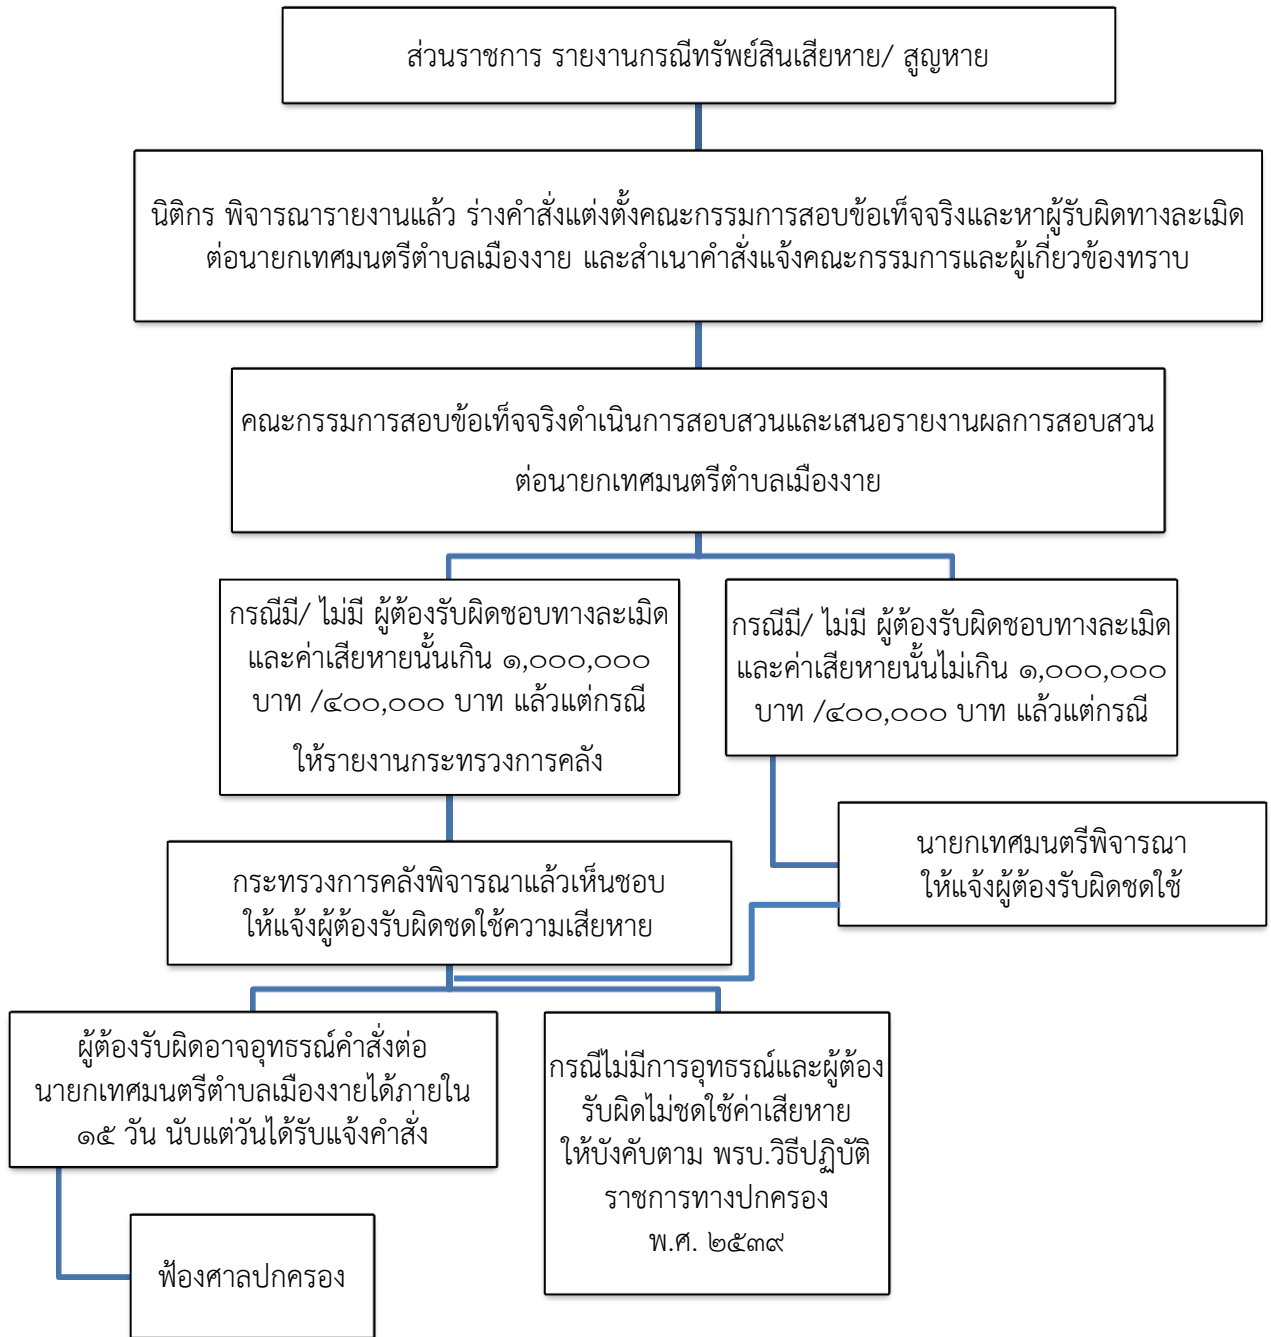 ส่วนราชการ รายงานกรณีทรัพย์สินเสียหาย/ สูญหาย
นิติกร พิจารณารายงานแล้ว ร่างคำสั่งแต่งตั้งคณะกรรมการสอบข้อเท็จจริงและหาผู้รับผิดทางละเมิด
ต่อนายกเทศมนตรีตำบลเมืองงาย และสำเนาคำสั่งแจ้งคณะกรรมการและผู้เกี่ยวข้องทราบ
คณะกรรมการสอบข้อเท็จจริงดำเนินการสอบสวนและเสนอรายงานผลการสอบสวน
ต่อนายกเทศมนตรีตำบลเมืองงาย
กรณีมี/ ไม่มี ผู้ต้องรับผิดชอบทางละเมิด
และค่าเสียหายนั้นเกิน ๑,๐๐๐,๐๐๐
บาท /๔๐๐,๐๐๐ บาท แล้วแต่กรณี
ให้รายงานกระทรวงการคลัง
กรณีมี/ ไม่มี ผู้ต้องรับผิดชอบทางละเมิด
และค่าเสียหายนั้นไม่เกิน ๑,๐๐๐,๐๐๐
บาท /๔๐๐,๐๐๐ บาท แล้วแต่กรณี
นายกเทศมนตรีพิจารณา
ให้แจ้งผู้ต้องรับผิดชดใช้
กระทรวงการคลังพิจารณาแล้วเห็นชอบ
ให้แจ้งผู้ต้องรับผิดชดใช้ความเสียหาย
ผู้ต้องรับผิดอาจอุทธรณ์คำสั่งต่อ
นายกเทศมนตรีตำบลเมืองงายได้ภายใน
๑๕ วัน นับแต่วันได้รับแจ้งคำสั่ง
กรณีไม่มีการอุทธรณ์และผู้ต้อง
รับผิดไม่ชดใช้ค่าเสียหาย
ให้บังคับตาม พรบ.วิธีปฏิบัติ
ราชการทางปกครอง
พ.ศ. ๒๕๓๙
ฟ้องศาลปกครอง